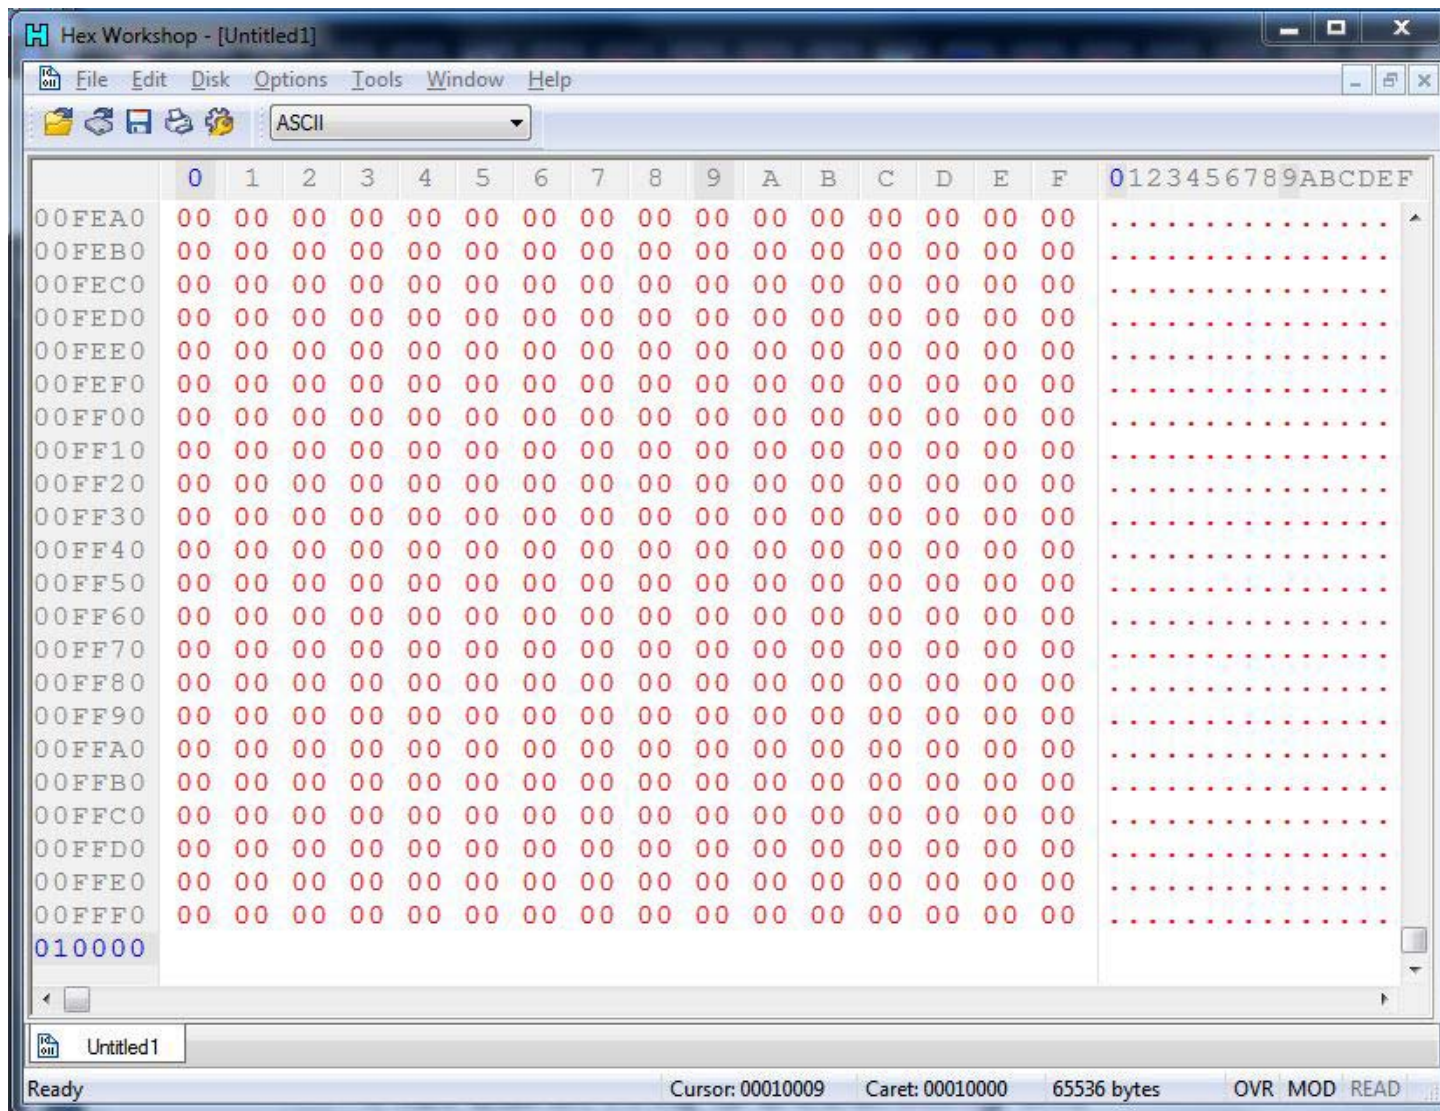 Hex Workshop - [Untitled1]
File Edit Disk Options Tools Window Help
ASCII
0 1 2 3 4 5 6 7 8 9 A B C D E F 0123456789ABCDEF
00FEA0 00 00 00 00 00 00 00 00 00 00 00 00 00 00 00 00 ................
00FEB0 00 00 00 00 00 00 00 00 00 00 00 00 00 00 00 00 ................
00FEC0 00 00 00 00 00 00 00 00 00 00 00 00 00 00 00 00 ................
00FED0 00 00 00 00 00 00 00 00 00 00 00 00 00 00 00 00 ................
00FEE0 00 00 00 00 00 00 00 00 00 00 00 00 00 00 00 00 ................
00FEF0 00 00 00 00 00 00 00 00 00 00 00 00 00 00 00 00 ................
00FF00 00 00 00 00 00 00 00 00 00 00 00 00 00 00 00 00 ................
00FF10 00 00 00 00 00 00 00 00 00 00 00 00 00 00 00 00 ................
00FF20 00 00 00 00 00 00 00 00 00 00 00 00 00 00 00 00 ................
00FF30 00 00 00 00 00 00 00 00 00 00 00 00 00 00 00 00 ................
00FF40 00 00 00 00 00 00 00 00 00 00 00 00 00 00 00 00 ................
00FF50 00 00 00 00 00 00 00 00 00 00 00 00 00 00 00 00 ................
00FF60 00 00 00 00 00 00 00 00 00 00 00 00 00 00 00 00 ................
00FF70 00 00 00 00 00 00 00 00 00 00 00 00 00 00 00 00 ................
00FF80 00 00 00 00 00 00 00 00 00 00 00 00 00 00 00 00 ................
00FF90 00 00 00 00 00 00 00 00 00 00 00 00 00 00 00 00 ................
00FFA0 00 00 00 00 00 00 00 00 00 00 00 00 00 00 00 00 ................
00FFB0 00 00 00 00 00 00 00 00 00 00 00 00 00 00 00 00 ................
00FFC0 00 00 00 00 00 00 00 00 00 00 00 00 00 00 00 00 ................
00FFD0 00 00 00 00 00 00 00 00 00 00 00 00 00 00 00 00 ................
00FFE0 00 00 00 00 00 00 00 00 00 00 00 00 00 00 00 00 ................
00FFF0 00 00 00 00 00 00 00 00 00 00 00 00 00 00 00 00 ................
010000
Untitled1
Ready Cursor: 00010009 Caret: 00010000 65536 bytes OVR MOD READ